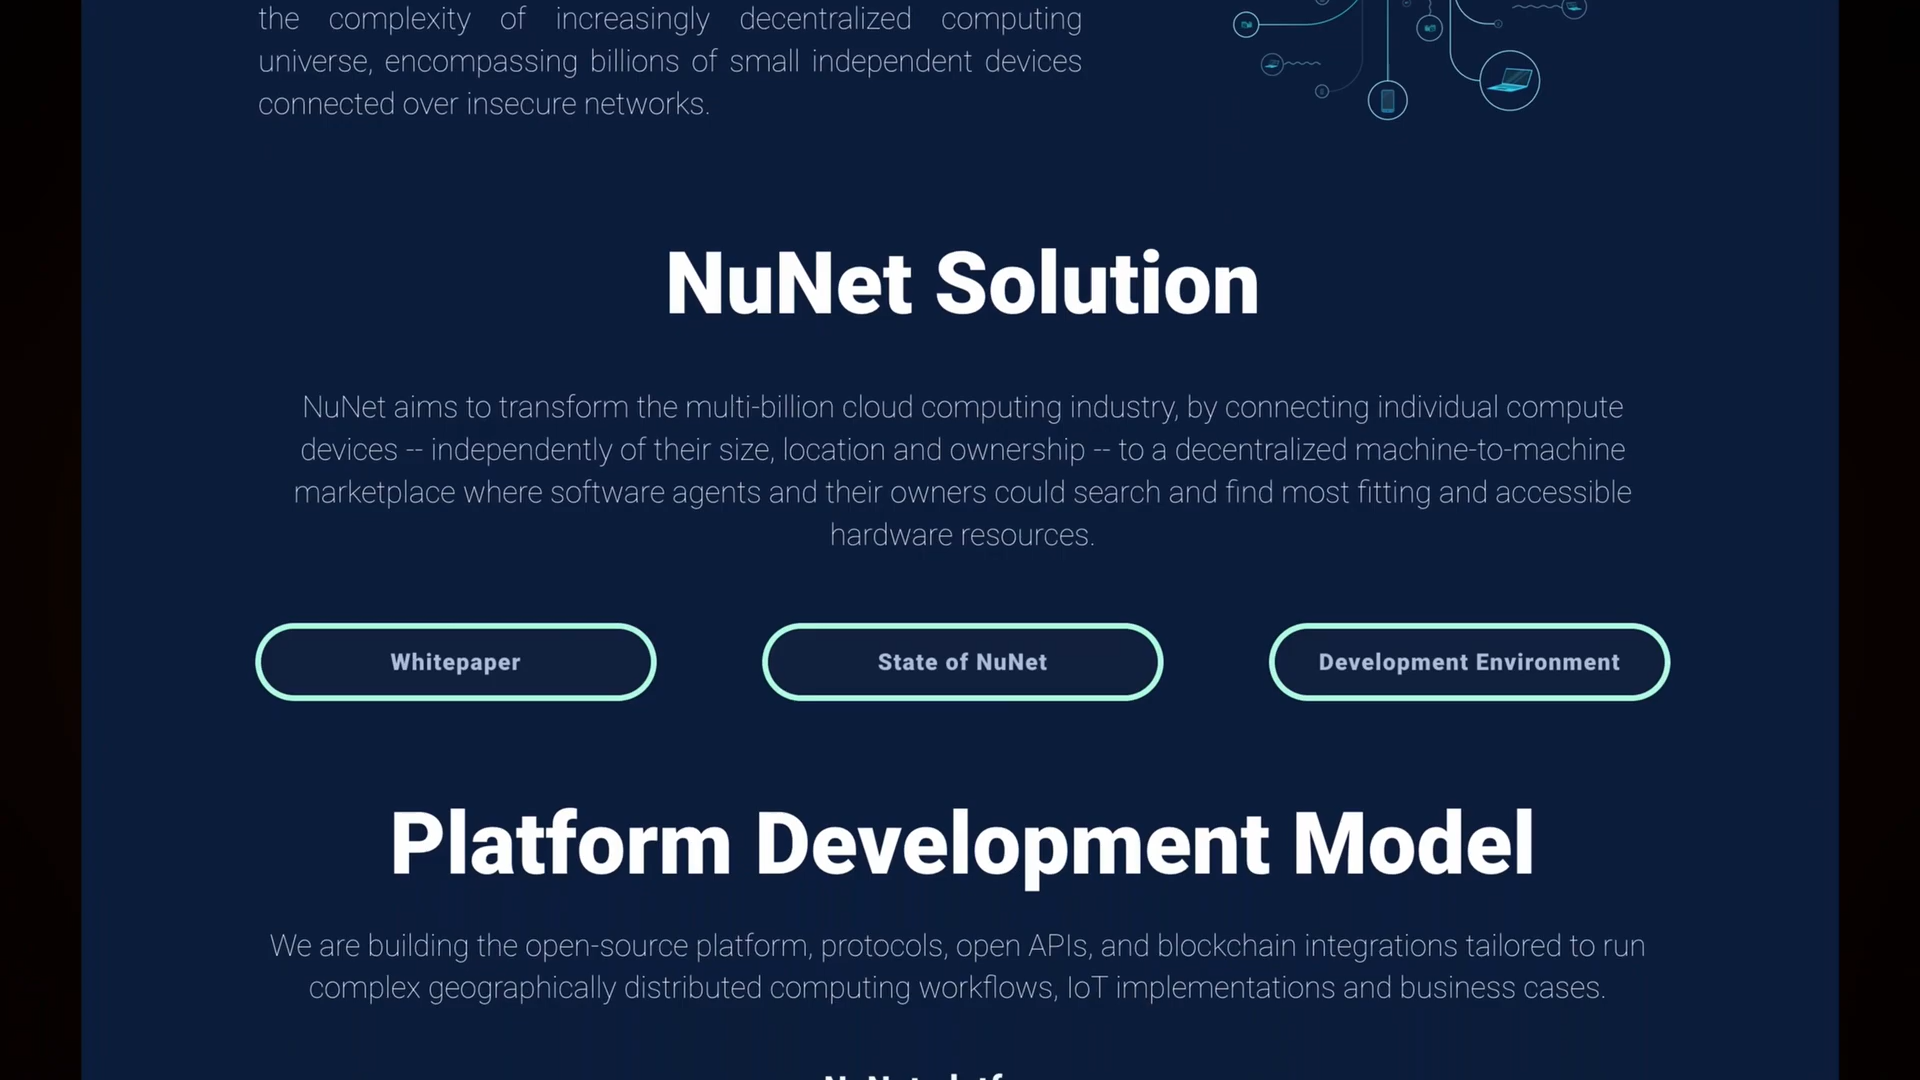 the complexity of increasingly decentralized computing
universe, encompassing billions of small independent devices
connected over insecure networks.
NuNet Solution
NuNet aims to transform the multi-billion cloud computing industry, by connecting individual compute
devices -- independently of their size, location and ownership -- to a decentralized machine-to-machine
marketplace where software agents and their owners could search and find most fitting and accessible
hardware resources.
Whitepaper
State of NuNet
Development Environment
Platform Development Model
We are building the open-source platform, protocols, open APIs, and blockchain integrations tailored to run
complex geographically distributed computing workflows, IoT implementations and business cases.